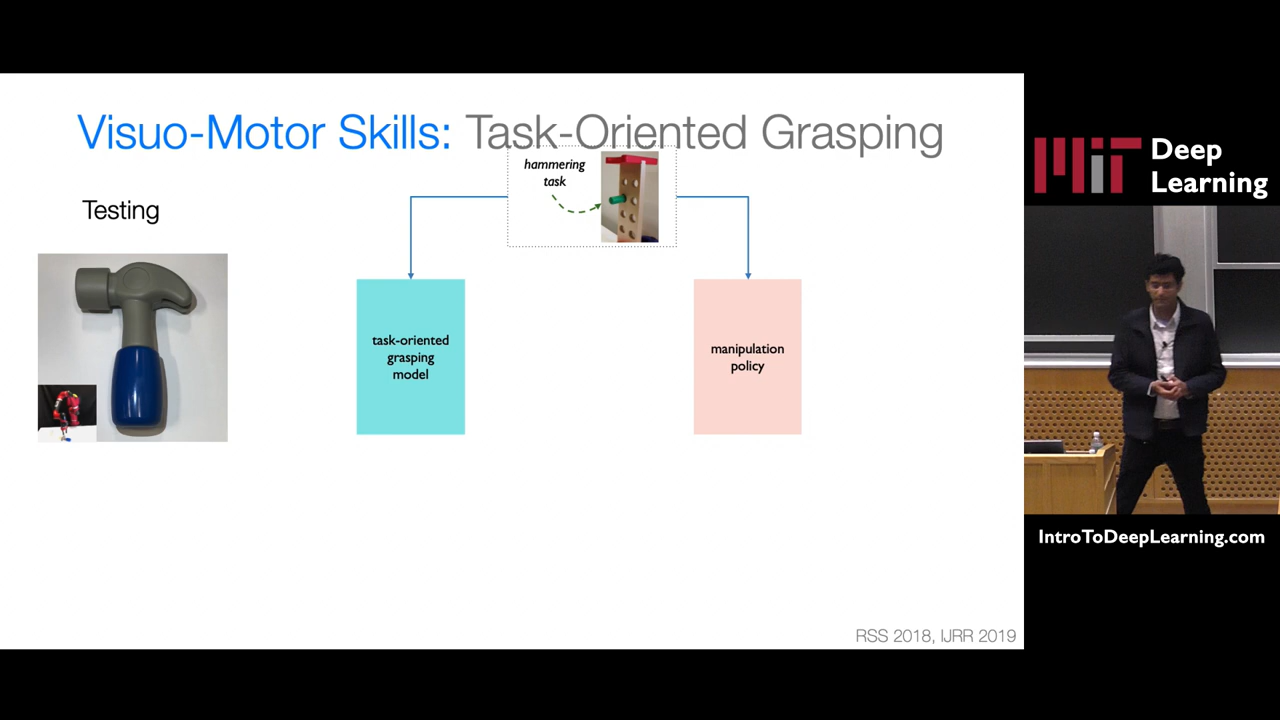 Visuo-Motor Skills: Task-Oriented Grasping
hammering
task
Testing
task-oriented
grasping
model
manipulation
policy
RSS 2018, IJRR 2019
MIT Deep
Learning
IntroToDeepLearning.com